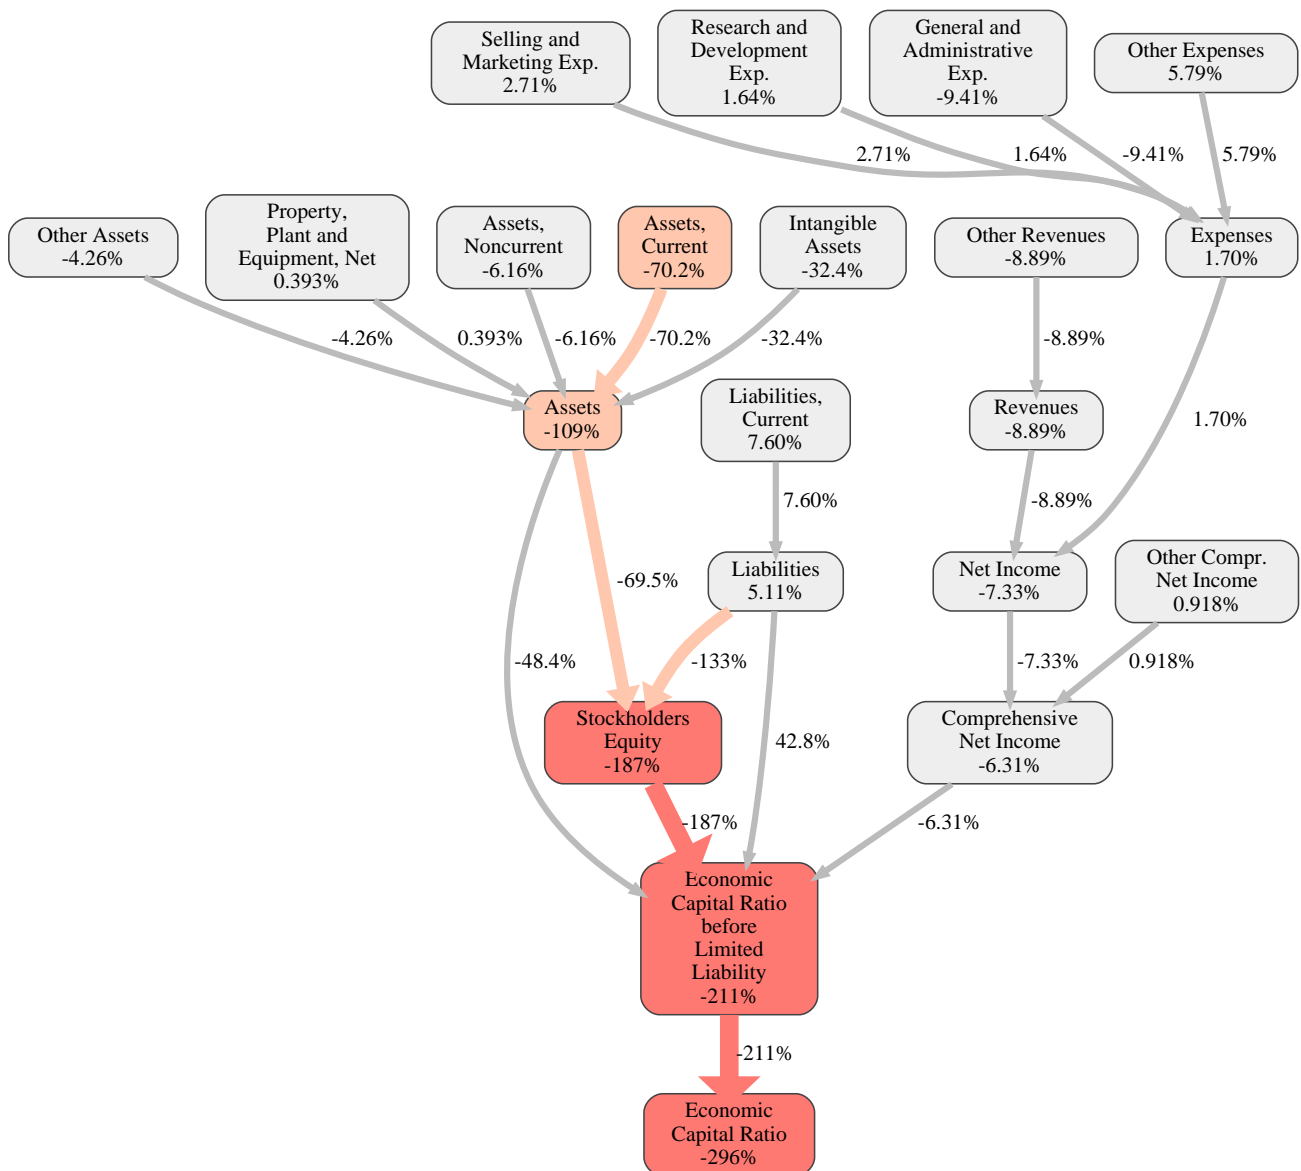 Selling and
Marketing Exp.
2.71%
Research and
Development
Exp.
1.64%
General and
Administrative
Exp.
-9.41%
Other Expenses
5.79%
2.71%
1.64%
-9.41%
5.79%
Other Assets
-4.26%
Property,
Plant and
Equipment, Net
0.393%
Assets,
Noncurrent
-6.16%
Assets,
Current
-70.2%
Intangible
Assets
-32.4%
Other Revenues
-8.89%
Expenses
1.70%
-4.26%
0.393%
-6.16%
-70.2%
-32.4%
-8.89%
Assets
-109%
Liabilities,
Current
7.60%
Revenues
-8.89%
1.70%
7.60%
-8.89%
-69.5%
Liabilities
5.11%
Net Income
-7.33%
Other Compr.
Net Income
0.918%
-48.4%
-133%
-7.33%
0.918%
Stockholders
Equity
-187%
42.8%
Comprehensive
Net Income
-6.31%
-187%
-6.31%
Economic
Capital Ratio
before
Limited
Liability
-211%
-211%
Economic
Capital Ratio
-296%